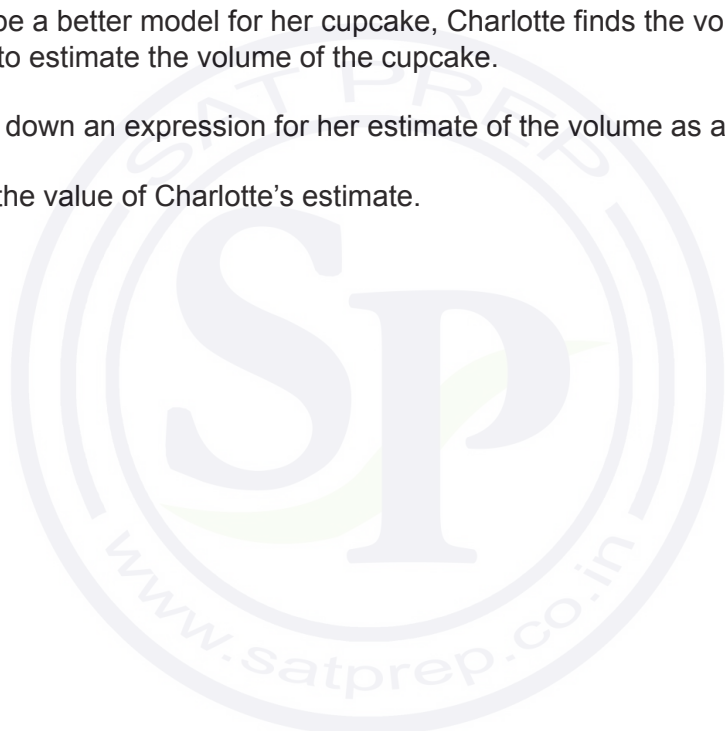 be a better model for her cupcake, Charlotte finds the vo
to estimate the volume of the cupcake.
down an expression for her estimate of the volume as a
the value of Charlotte's estimate.
SAT PREP
SP
www.satprep.co.in